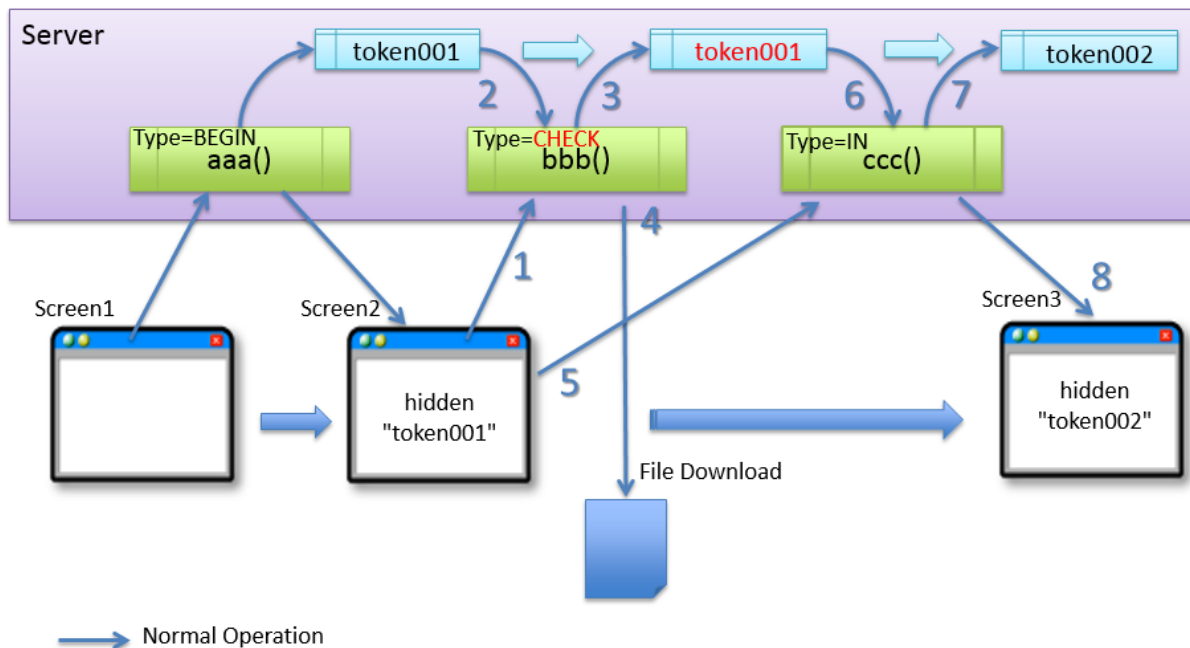 Server
token001
token001
token002
2
3
6
7
Type=BEGIN
aaa()
Type=CHECK
bbb()
Type=IN
ccc()
4
1
8
Screen1
Screen2
Screen3
5
hidden
"token001"
hidden
"token002"
File Download
Normal Operation